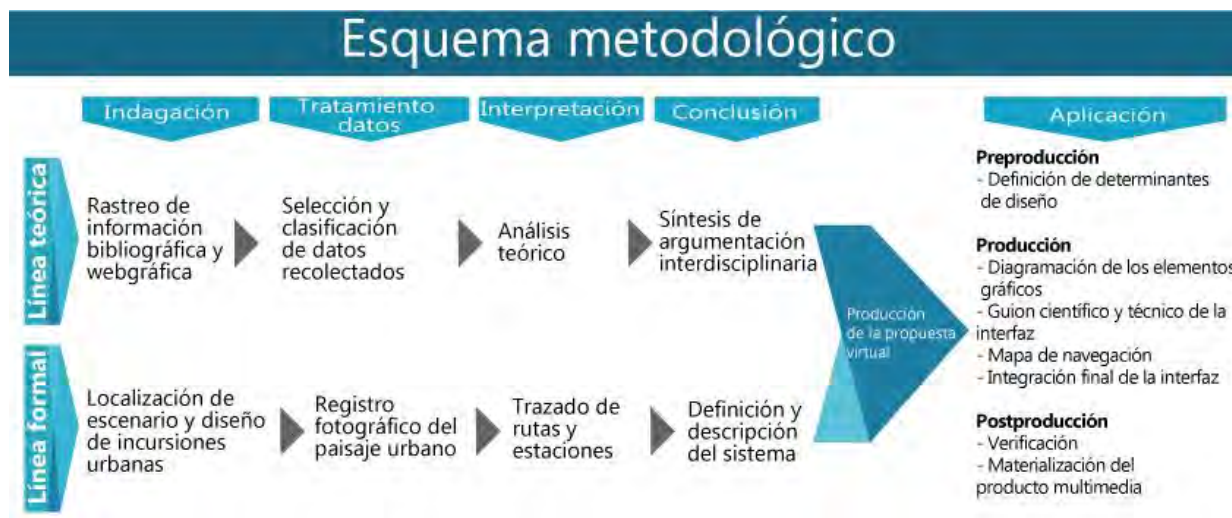 Esquema metodológico
Indagación
Tratamiento
datos
Interpretación
Conclusión
Aplicación
Línea teórica
Rastreo de
información
bibliográfica y
webgráfica
Selección y
clasificación
de datos
recolectados
Análisis
teórico
Síntesis de
argumentación
interdisciplinaria
Línea formal
Localización de
escenario y diseño
de incursiones
urbanas
Registro
fotográfico del
paisaje urbano
Trazado de
rutas y
estaciones
Definición y
descripción
del sistema
Producción
de la propuesta
virtual
Preproducción
- Definición de determinantes
de diseño
Producción
- Diagramación de los elementos
gráficos
- Guion científico y técnico de la
interfaz
- Mapa de navegación
- Integración final de la interfaz
Postproducción
- Verificación
- Materialización del
producto multimedia